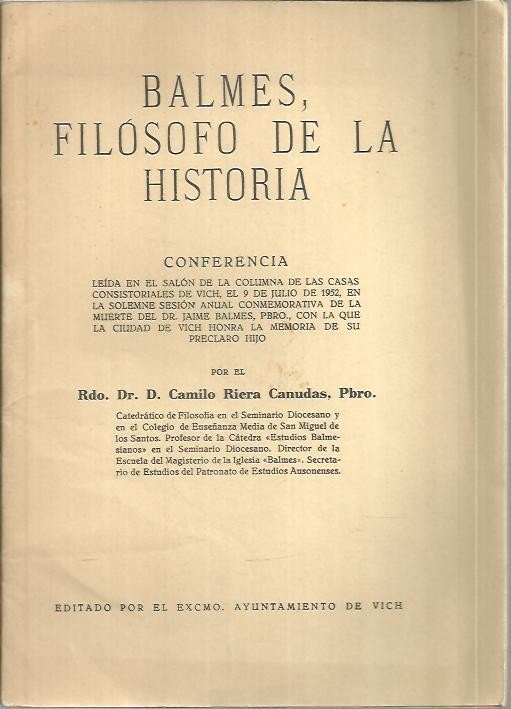 BALMES,
FILÓSOFO DE LA
HISTORIA
CONFERENCIA
LEÍDA EN EL SALÓN DE LA COLUMNA DE LAS CASAS
CONSISTORIALES DE VICH, EL 9 DE JULIO DE 1952, EN
LA SOLEMNE SESIÓN ANUAL CONMEMORATIVA DE LA
MUERTE DEL DR. JAIME BALMES, PBRO., CON LA QUE
LA CIUDAD DE VICH HONRA LA MEMORIA DE SU
PRECLARO HIJO
POR EL
Rdo. Dr. D. Camilo Riera Canudas, Pbro.
Catedrático de Filosofía en el Seminario Diocesano y
en el Colegio de Enseñanza Media de San Miguel de
los Santos. Profesor de la Cátedra «Estudios Balme-
sianos» en el Seminario Diocesano. Director de la
Escuela del Magisterio de la Iglesia «Balmes». Secreta-
rio de Estudios del Patronato de Estudios Ausonenses.
EDITADO POR EL EXCMO. AYUNTAMIENTO DE VICH